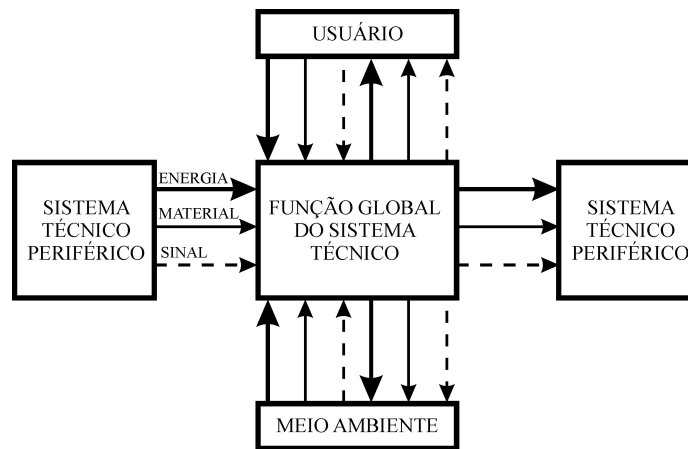 USUÁRIO
SISTEMA
TÉCNICO
PERIFÉRICO
ENERGIA
MATERIAL
SINAL
FUNÇÃO GLOBAL
DO SISTEMA
TÉCNICO
SISTEMA
TÉCNICO
PERIFÉRICO
MEIO AMBIENTE